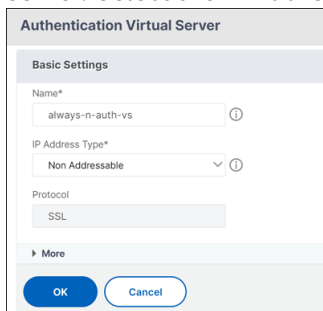 Authentication Virtual Server
Basic Settings
Name*
always-n-auth-vs
IP Address Type*
Non Addressable
Protocol
SSL
More
OK
Cancel